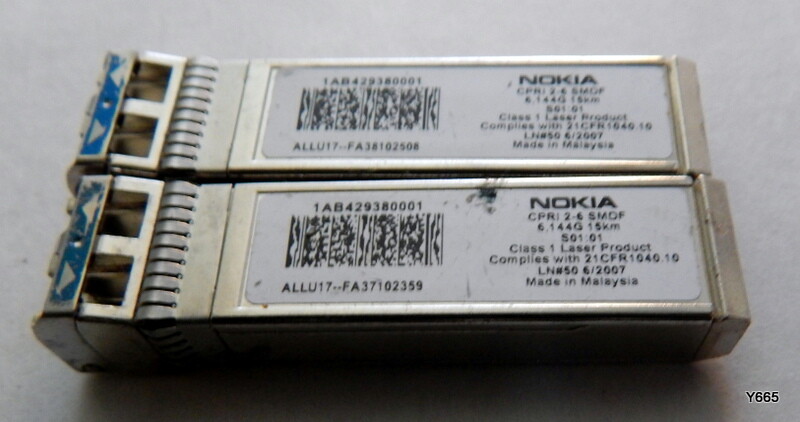 1AB429380001
ALLU17--FA38102508
NOKIA
CPRI 2-6 SMDF
6.144G 15km
S01:01
Class 1 Laser Product
Complies with 21CFR1040.10
LN#50 6/2007
Made in Malaysia
1AB429380001
ALLU17--FA37102359
NOKIA
CPRI 2-6 SMDF
6.144G 15km
S01:01
Class 1 Laser Product
Complies with 21CFR1040.10
LN#50 6/2007
Made in Malaysia
Y665